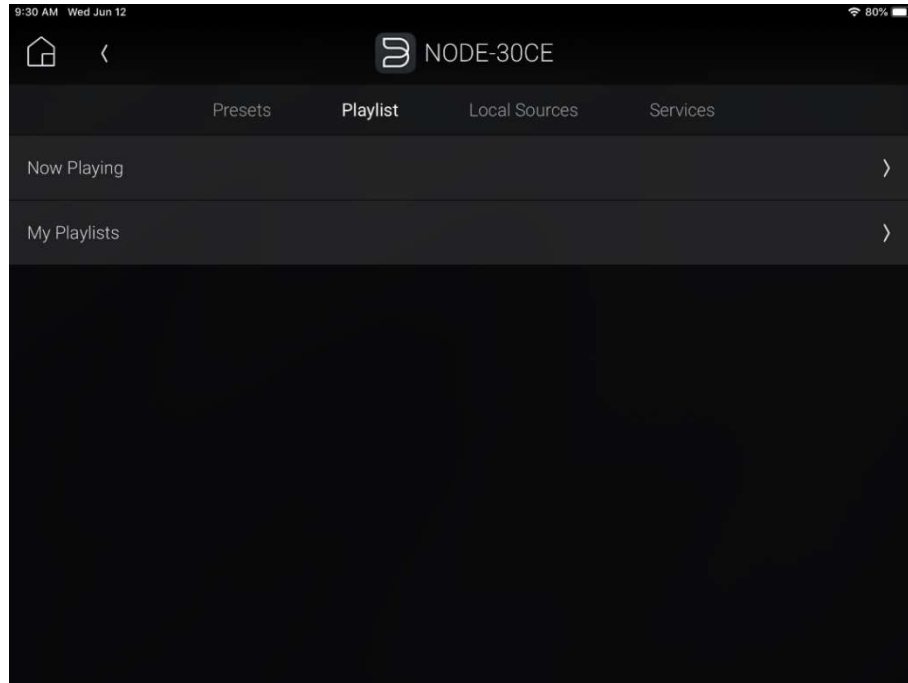 9:30 AM Wed Jun 12 80%
NODE-30CE
Presets Playlist Local Sources Services
Now Playing
My Playlists